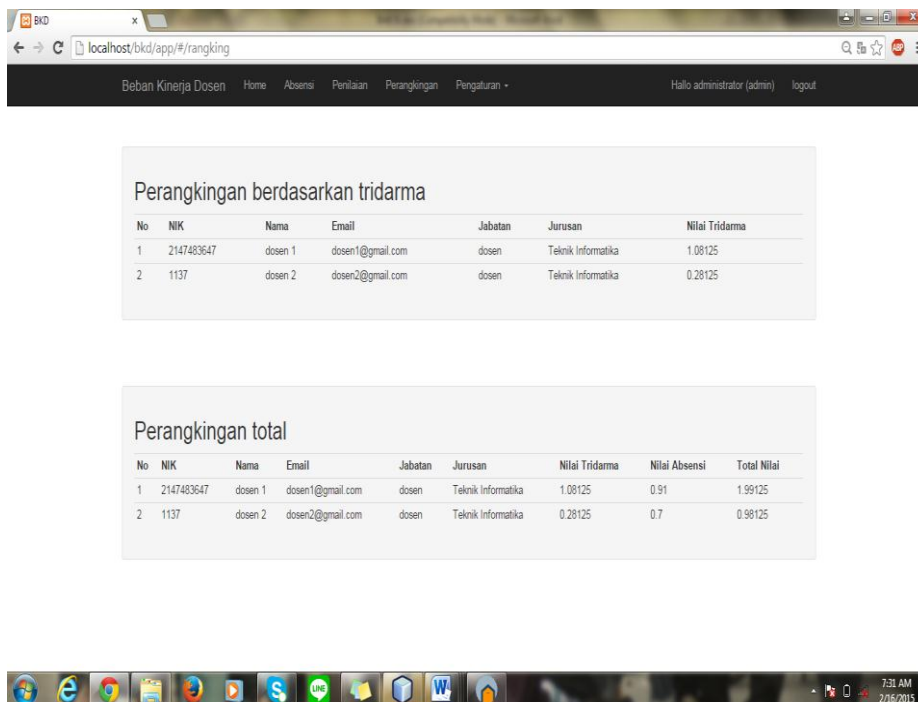 BKD
localhost/bkd/app/#/rangking
ABP
Beban Kinerja Dosen Home Absensi Penilaian Perangkingan Pengaturan Hallo administrator (admin) logout
Perangkingan berdasarkan tridarma
No NIK Nama Email Jabatan Jurusan Nilai Tridarma
1 2147483647 dosen 1 dosen1@gmail.com dosen Teknik Informatika 1.08125
2 1137 dosen 2 dosen2@gmail.com dosen Teknik Informatika 0.28125
Perangkingan total
No NIK Nama Email Jabatan Jurusan Nilai Tridarma Nilai Absensi Total Nilai
1 2147483647 dosen 1 dosen1@gmail.com dosen Teknik Informatika 1.08125 0.91 1.99125
2 1137 dosen 2 dosen2@gmail.com dosen Teknik Informatika 0.28125 0.7 0.98125
LINE
7:31 AM
2/16/2015